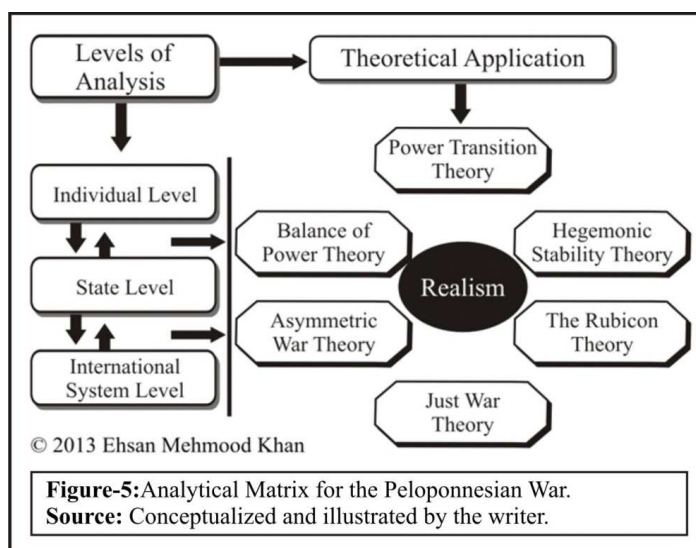 Levels of
Analysis
Theoretical Application
Power Transition
Theory
Individual Level
Balance of
Power Theory
Hegemonic
Stability Theory
State Level
Realism
Asymmetric
War Theory
The Rubicon
Theory
International
System Level
Just War
Theory
© 2013 Ehsan Mehmood Khan
Figure-5:Analytical Matrix for the Peloponnesian War.
Source: Conceptualized and illustrated by the writer.